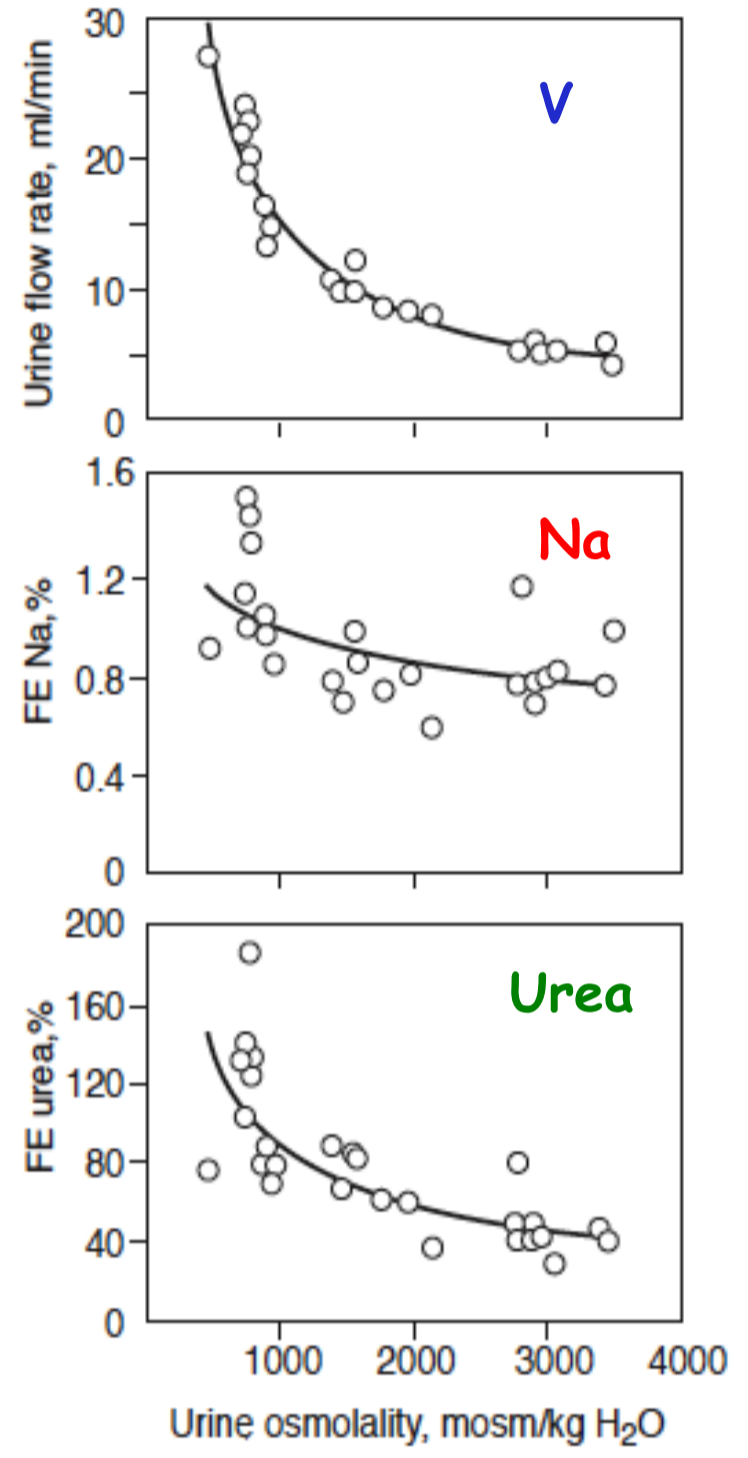 Urine flow rate, ml/min
30
20
10
0
V
FE Na,%
1.6
1.2
0.8
0.4
0
Na
FE urea,%
200
160
120
80
40
0
Urea
1000 2000 3000 4000
Urine osmolality, mosm/kg H₂O